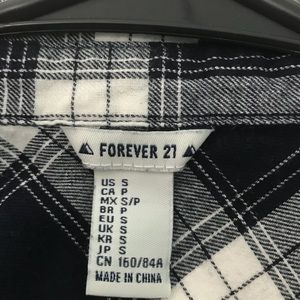 FOREVER 21
US S
CA P
MX S/P
BR P
EU S
UK S
KR S
JP S
CN 160/84A
MADE IN CHINA